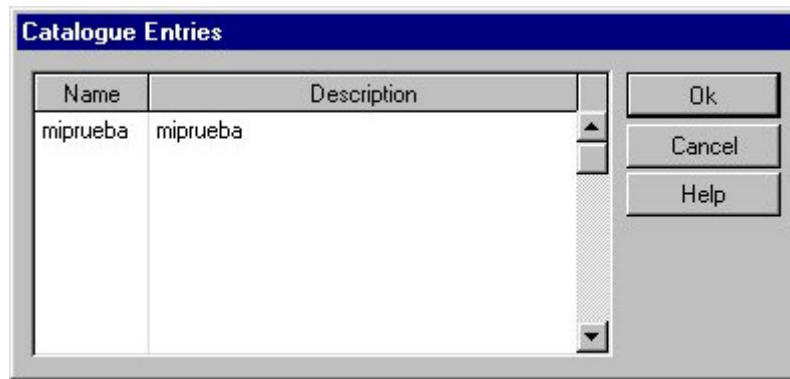 Catalogue Entries
Name Description
miprueba miprueba
Ok
Cancel
Help